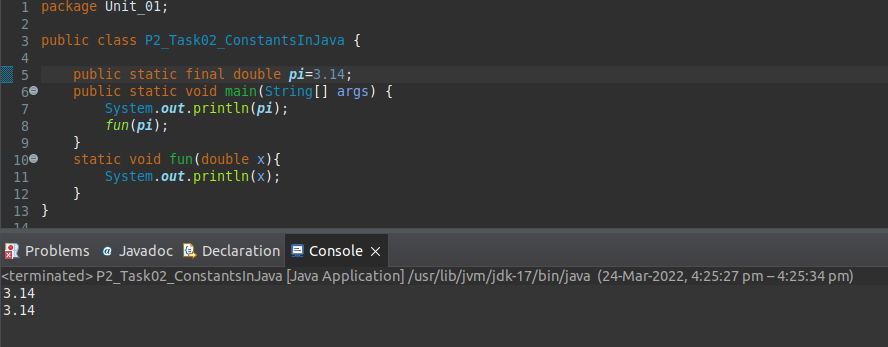 1 package Unit_01;
2
3 public class P2_Task02_ConstantsInJava {
4
5     public static final double pi=3.14;
6     public static void main(String[] args) {
7         System.out.println(pi);
8         fun(pi);
9     }
10     static void fun(double x){
11         System.out.println(x);
12     }
13 }
14
Problems @ Javadoc Declaration Console
<terminated> P2_Task02_ConstantsInJava [Java Application] /usr/lib/jvm/jdk-17/bin/java (24-Mar-2022, 4:25:27 pm – 4:25:34 pm)
3.14
3.14